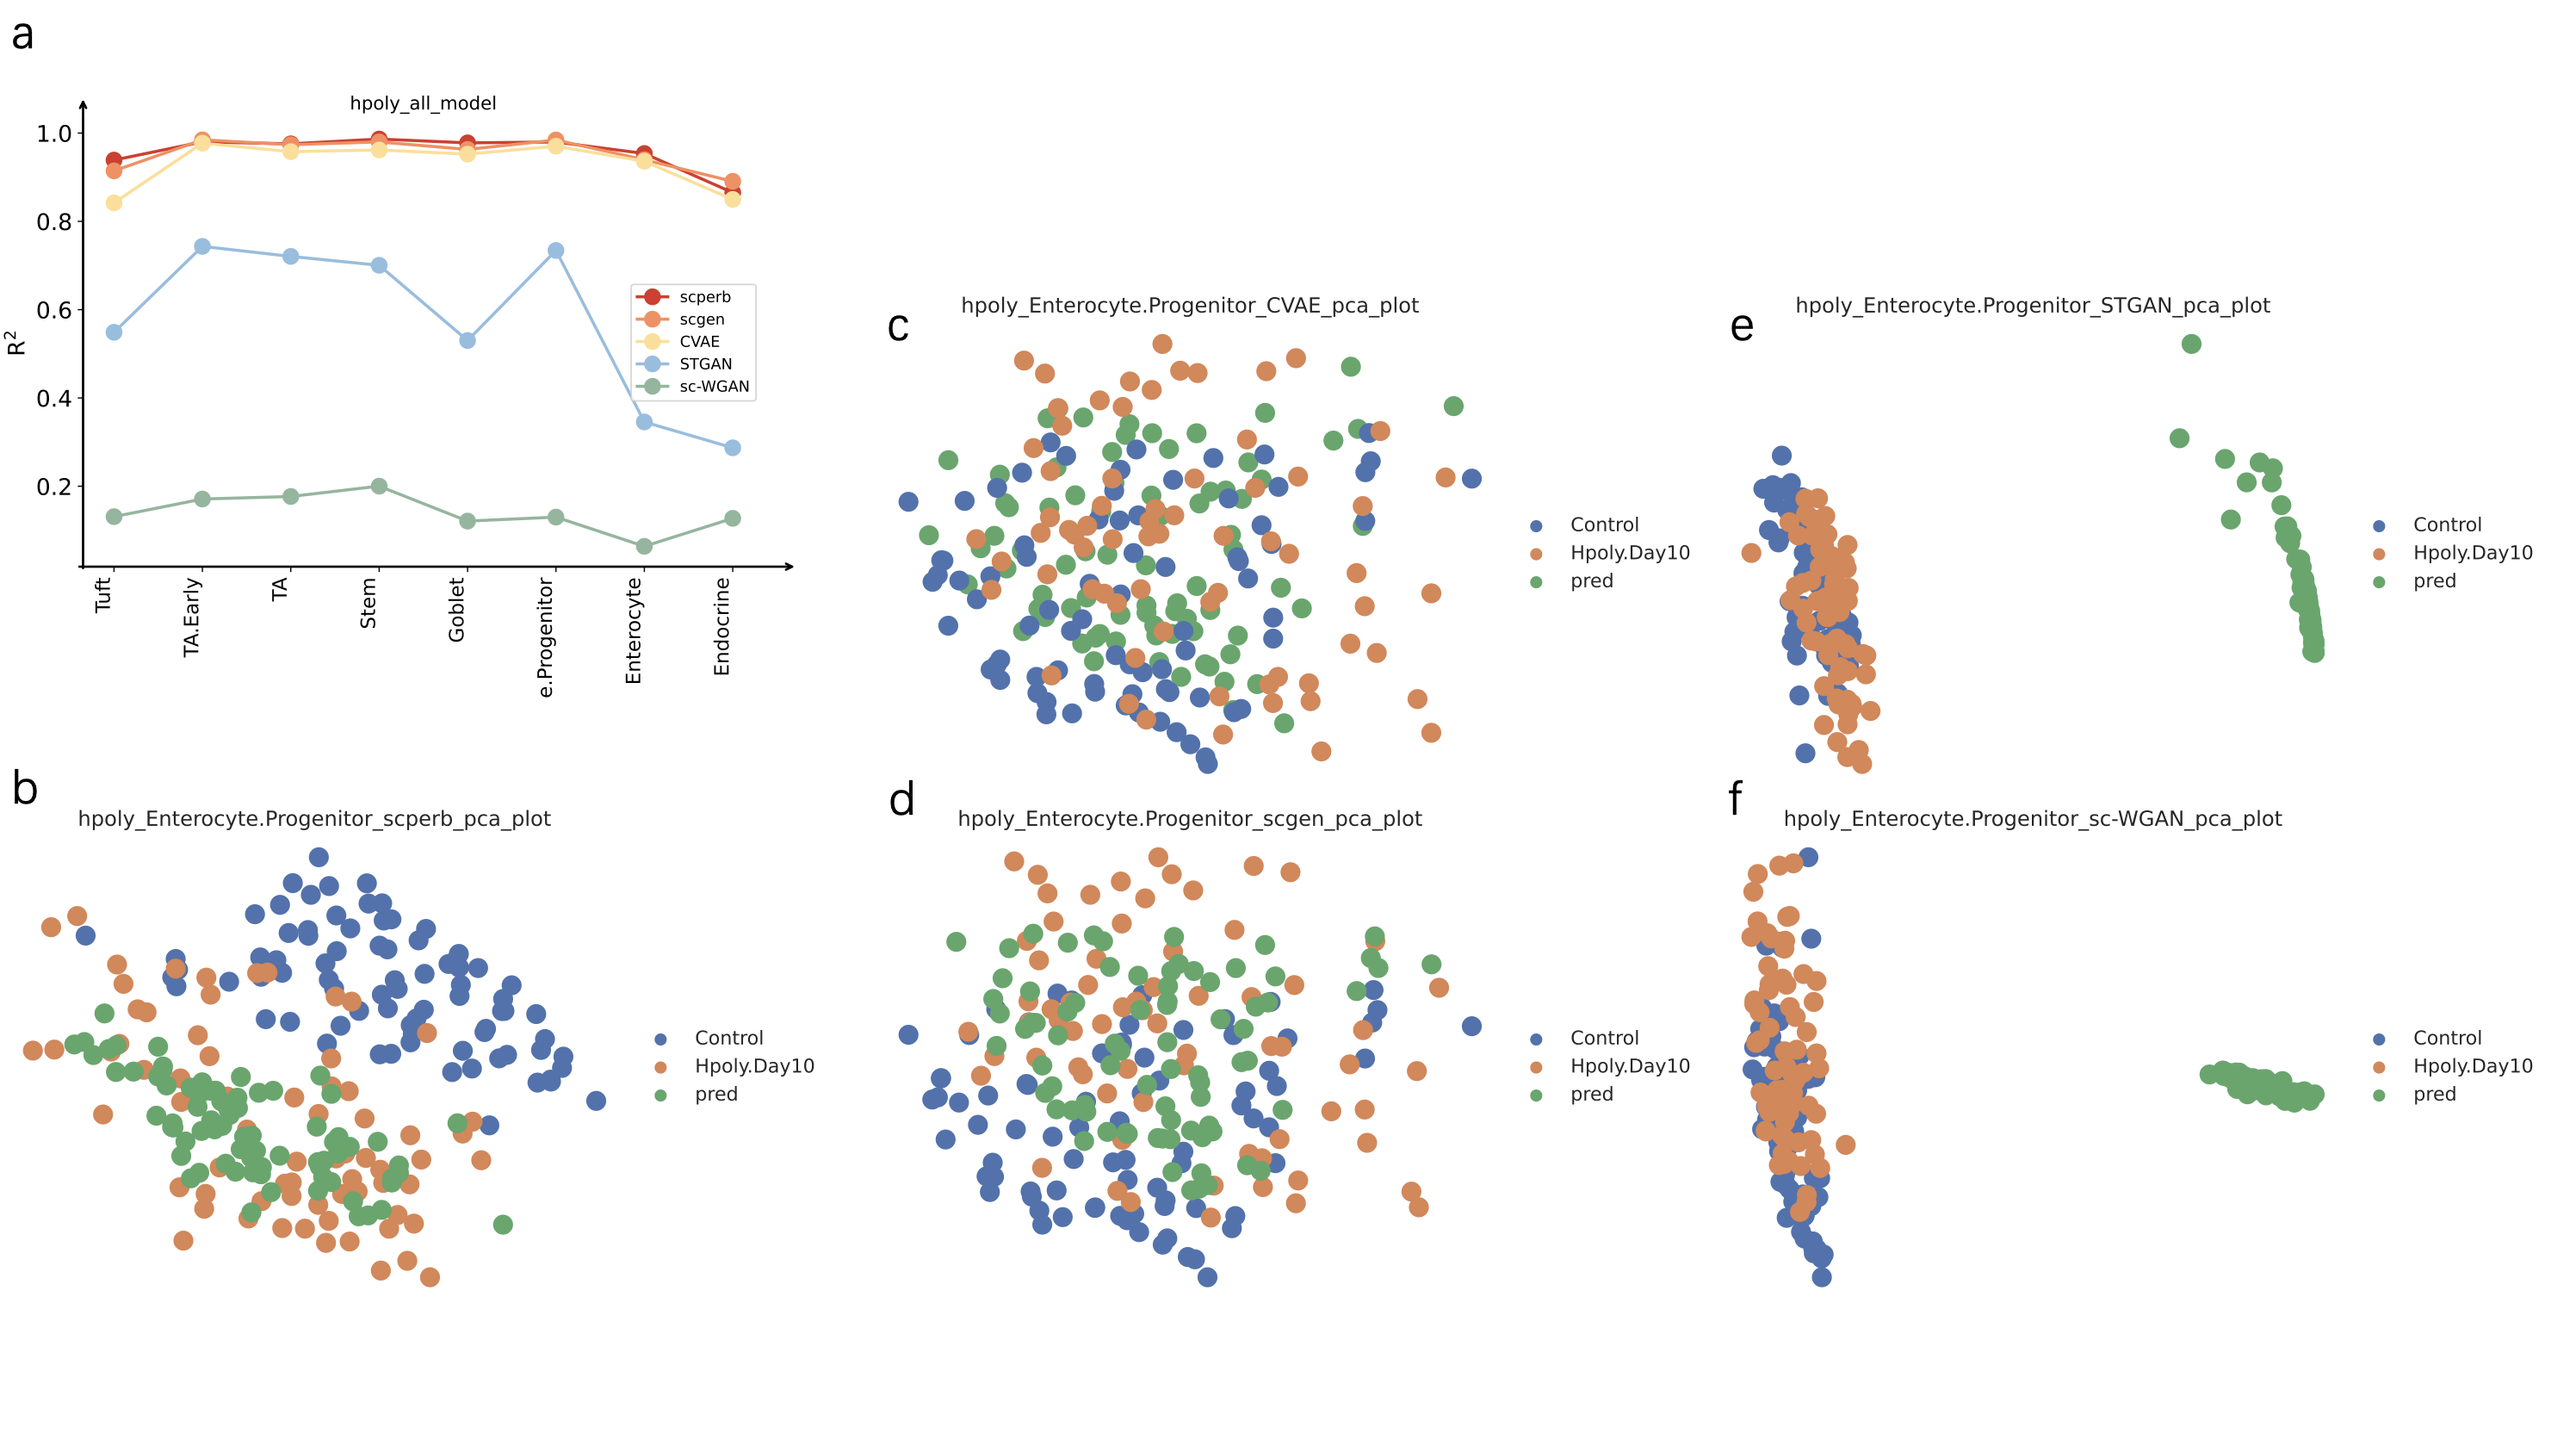 a
hpoly_all_model
1.0
0.8
0.6
0.4
0.2
R2
scperb
scgen
CVAE
STGAN
sc-WGAN
Tuft
TA.Early
TA
Stem
Goblet
e.Progenitor
Enterocyte
Endocrine
b
hpoly_Enterocyte.Progenitor_scperb_pca_plot
Control
Hpoly.Day10
pred
c
hpoly_Enterocyte.Progenitor_CVAE_pca_plot
Control
Hpoly.Day10
pred
d
hpoly_Enterocyte.Progenitor_scgen_pca_plot
Control
Hpoly.Day10
pred
e
hpoly_Enterocyte.Progenitor_STGAN_pca_plot
Control
Hpoly.Day10
pred
f
hpoly_Enterocyte.Progenitor_sc-WGAN_pca_plot
Control
Hpoly.Day10
pred